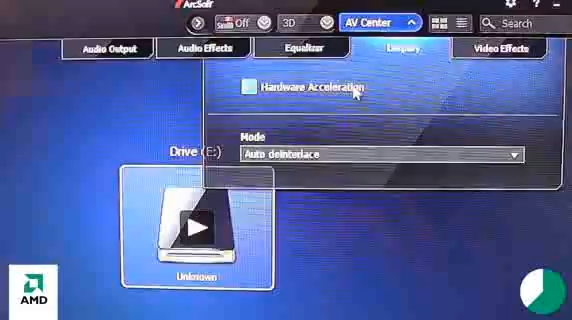 ArcSoft
Off 3D AV Center Search
Audio Output Audio Effects Equalizer Display Video Effects
Hardware Acceleration
Mode
Drive (E:) Auto deinterlace
Unknown
AMD